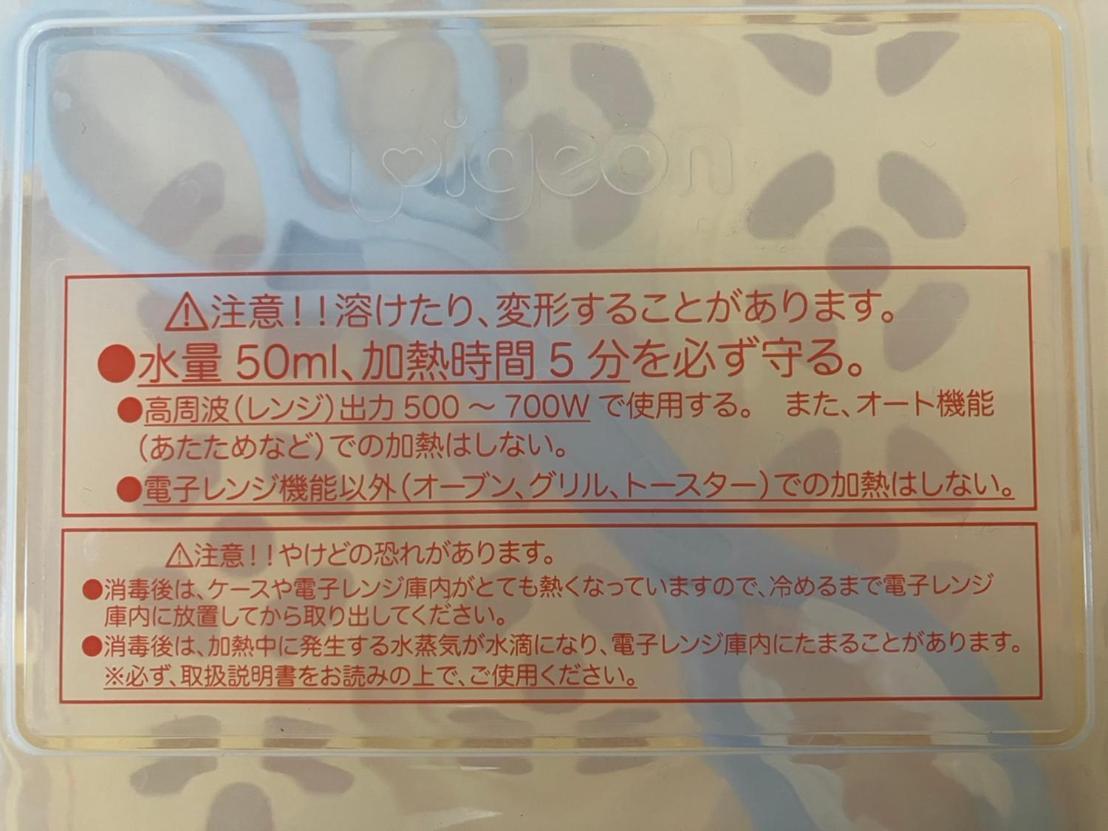 pigeon
⚠注意!!溶けたり、変形することがあります。
●水量50ml、加熱時間5分を必ず守る。
●高周波(レンジ)出力500～700Wで使用する。 また、オート機能
(あたためなど)での加熱はしない。
●電子レンジ機能以外(オーブン、グリル、トースター)での加熱はしない。
⚠注意!!やけどの恐れがあります。
●消毒後は、ケースや電子レンジ庫内がとても熱くなっていますので、冷めるまで電子レンジ
庫内に放置してから取り出してください。
●消毒後は、加熱中に発生する水蒸気が水滴になり、電子レンジ庫内にたまることがあります。
※必ず、取扱説明書をお読みの上で、ご使用ください。